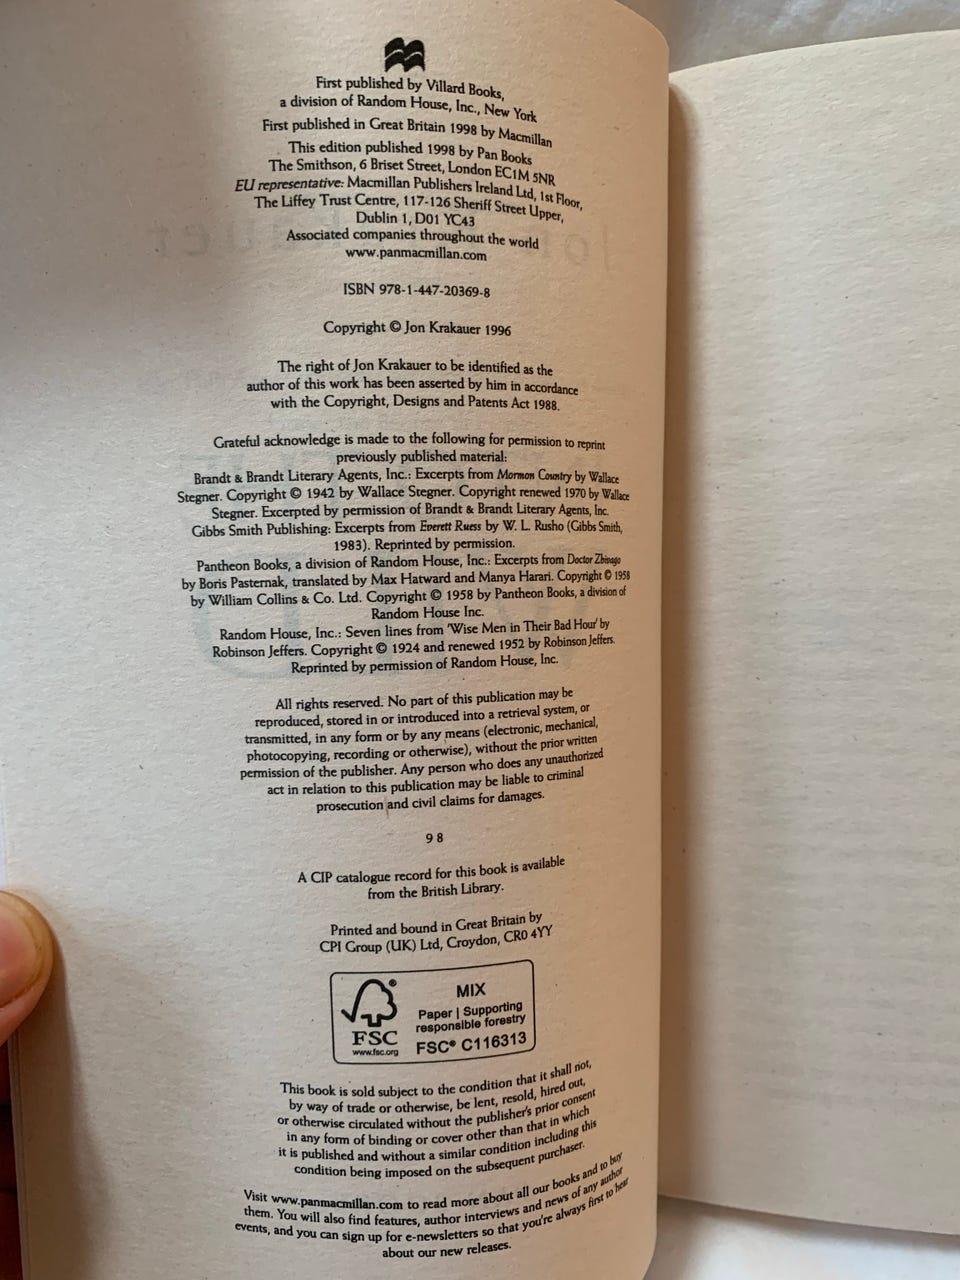 First published by Villard Books,
a division of Random House, Inc., New York
First published in Great Britain 1998 by Macmillan
This edition published 1998 by Pan Books
The Smithson, 6 Briset Street, London EC1M 5NR
EU representative: Macmillan Publishers Ireland Ltd, 1st Floor,
The Liffey Trust Centre, 117-126 Sheriff Street Upper,
Dublin 1, D01 YC43
Associated companies throughout the world
www.panmacmillan.com
ISBN 978-1-447-20369-8
Copyright © Jon Krakauer 1996
The right of Jon Krakauer to be identified as the
author of this work has been asserted by him in accordance
with the Copyright, Designs and Patents Act 1988.
Grateful acknowledge is made to the following for permission to reprint
previously published material:
Brandt & Brandt Literary Agents, Inc.: Excerpts from Mormon Country by Wallace
Stegner. Copyright © 1942 by Wallace Stegner. Copyright renewed 1970 by Wallace
Stegner. Excerpted by permission of Brandt & Brandt Literary Agents, Inc.
Gibbs Smith Publishing: Excerpts from Everett Ruess by W. L. Rusho (Gibbs Smith,
1983). Reprinted by permission.
Pantheon Books, a division of Random House, Inc.: Excerpts from Doctor Zhivago
by Boris Pasternak, translated by Max Hatward and Manya Harari. Copyright © 1958
by William Collins & Co. Ltd. Copyright © 1958 by Pantheon Books, a division of
Random House Inc.
Random House, Inc.: Seven lines from 'Wise Men in Their Bad Hour' by
Robinson Jeffers. Copyright © 1924 and renewed 1952 by Robinson Jeffers.
Reprinted by permission of Random House, Inc.
All rights reserved. No part of this publication may be
reproduced, stored in or introduced into a retrieval system, or
transmitted, in any form or by any means (electronic, mechanical,
photocopying, recording or otherwise), without the prior written
permission of the publisher. Any person who does any unauthorized
act in relation to this publication may be liable to criminal
prosecution and civil claims for damages.
9 8
A CIP catalogue record for this book is available
from the British Library.
Printed and bound in Great Britain by
CPI Group (UK) Ltd, Croydon, CR0 4YY
MIX
Paper | Supporting
responsible forestry
FSC® C116313
FSC
www.fsc.org
This book is sold subject to the condition that it shall not,
by way of trade or otherwise, be lent, resold, hired out,
or otherwise circulated without the publisher's prior consent
in any form of binding or cover other than that in which
it is published and without a similar condition including this
condition being imposed on the subsequent purchaser.
Visit www.panmacmillan.com to read more about all our books and to buy
them. You will also find features, author interviews and news of any author
events, and you can sign up for e-newsletters so that you're always first to hear
about our new releases.